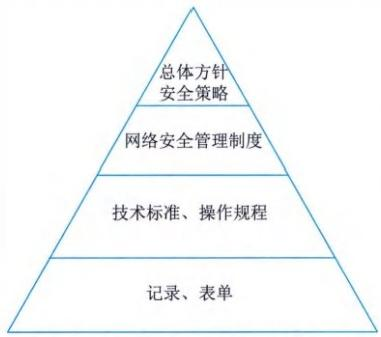 总体方针
安全策略
网络安全管理制度
技术标准、操作规程
记录、表单